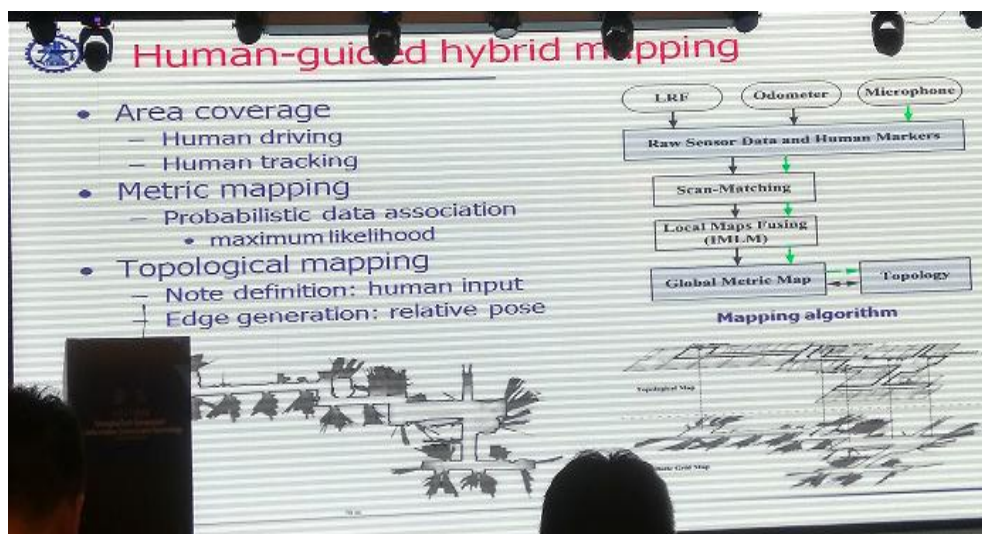 Human-guided hybrid mapping
• Area coverage
– Human driving
– Human tracking
• Metric mapping
– Probabilistic data association
• maximum likelihood
• Topological mapping
– Note definition: human input
– Edge generation: relative pose
LRF
Odometer
Microphone
Raw Sensor Data and Human Markers
Scan-Matching
Local Maps Fusing
(IMLM)
Global Metric Map
Topology
Mapping algorithm
Topological Map
Grid Map